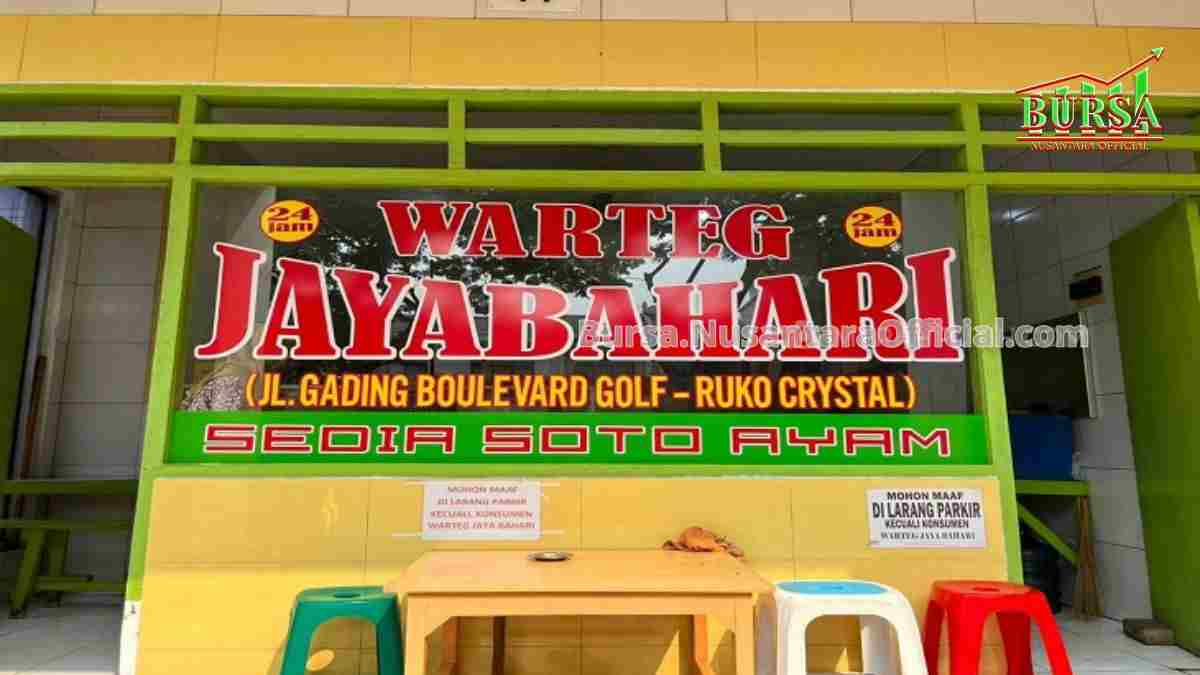 BURSA
NUSANTARA OFFICIAL
24 jam
WARTEG
24 jam
JAYABAHARI
Bursa.NusantaraOfficial.com
(JL. GADING BOULEVARD GOLF - RUKO CRYSTAL)
SEDIA SOTO AYAM
MOHON MAAF
DI LARANG PARKIR
KECUALI KONSUMEN
WARTEG JAYA BAHARI
MOHON MAAF
DI LARANG PARKIR
KECUALI KONSUMEN
WARTEG JAYA BAHARI